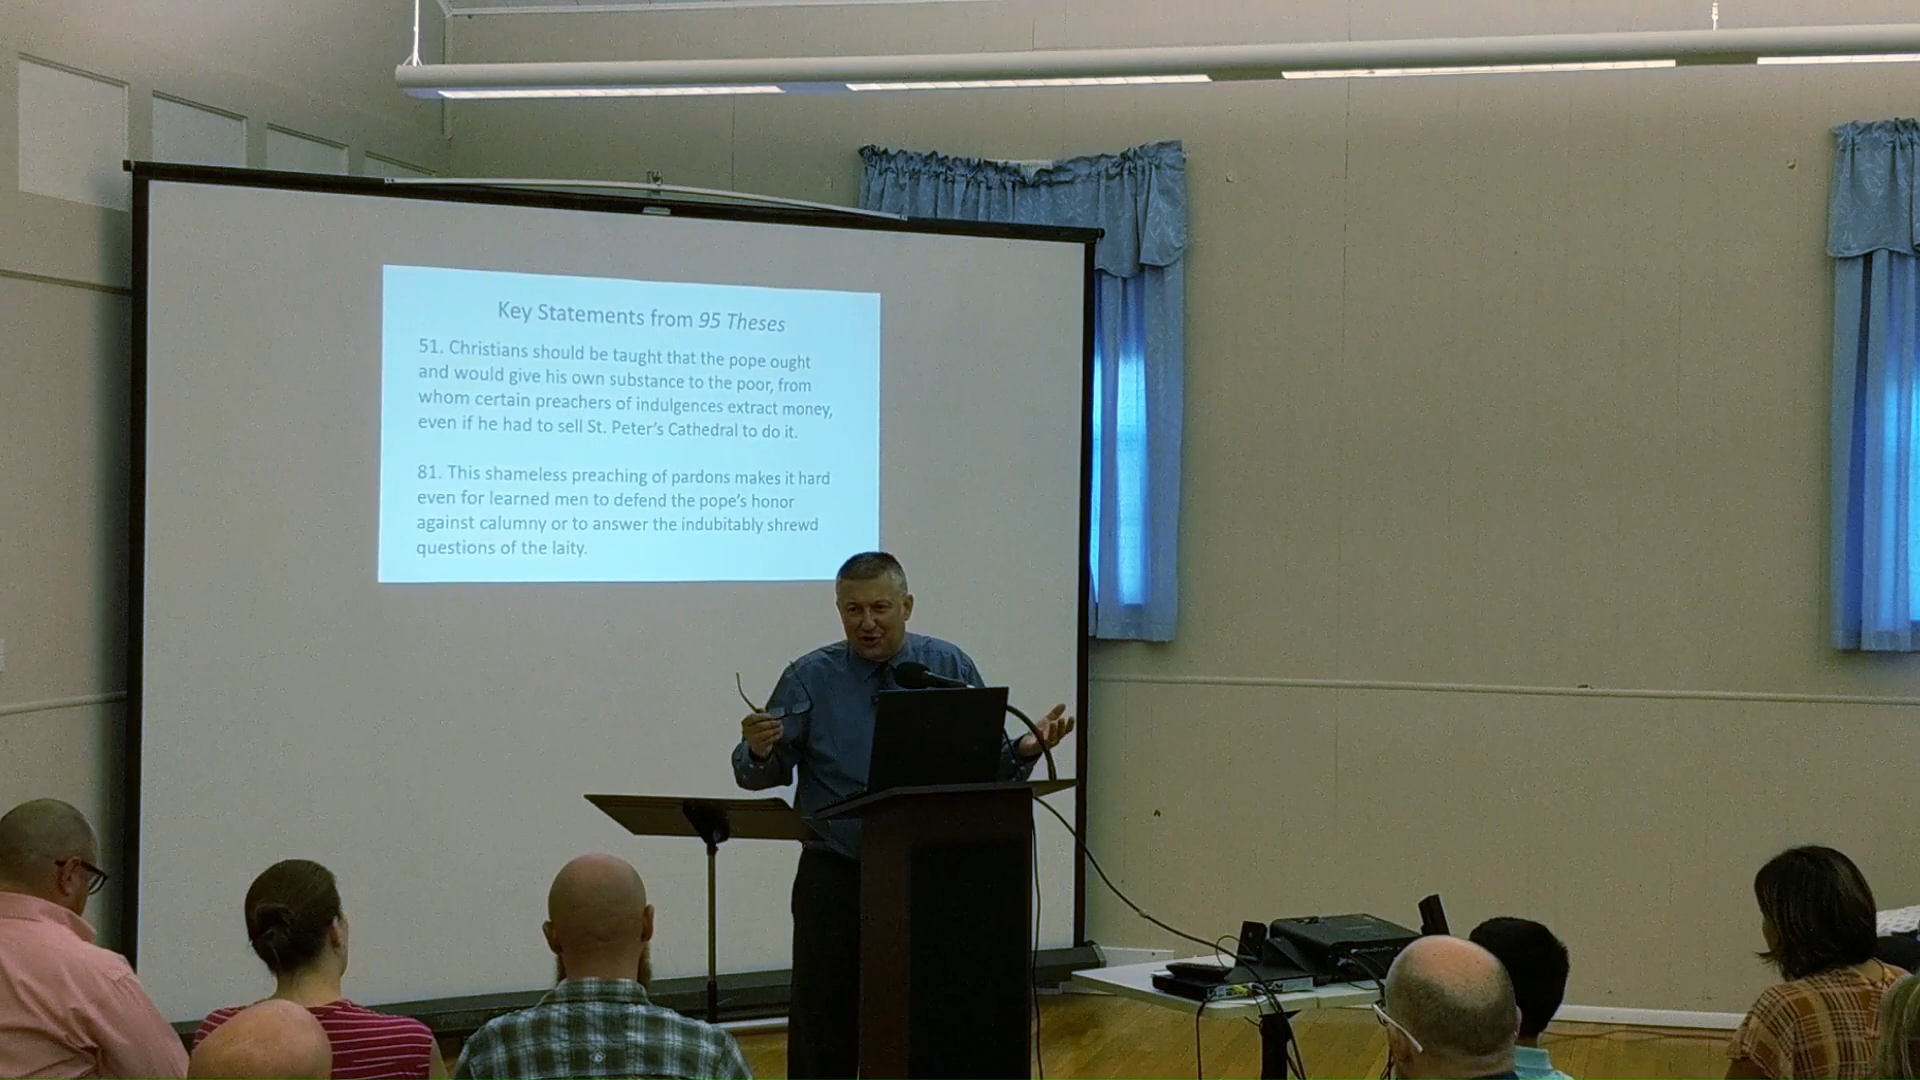 Key Statements from 95 Theses
51. Christians should be taught that the pope ought
and would give his own substance to the poor, from
whom certain preachers of indulgences extract money,
even if he had to sell St. Peter's Cathedral to do it.
81. This shameless preaching of pardons makes it hard
even for learned men to defend the pope's honor
against calumny or to answer the indubitably shrewd
questions of the laity.